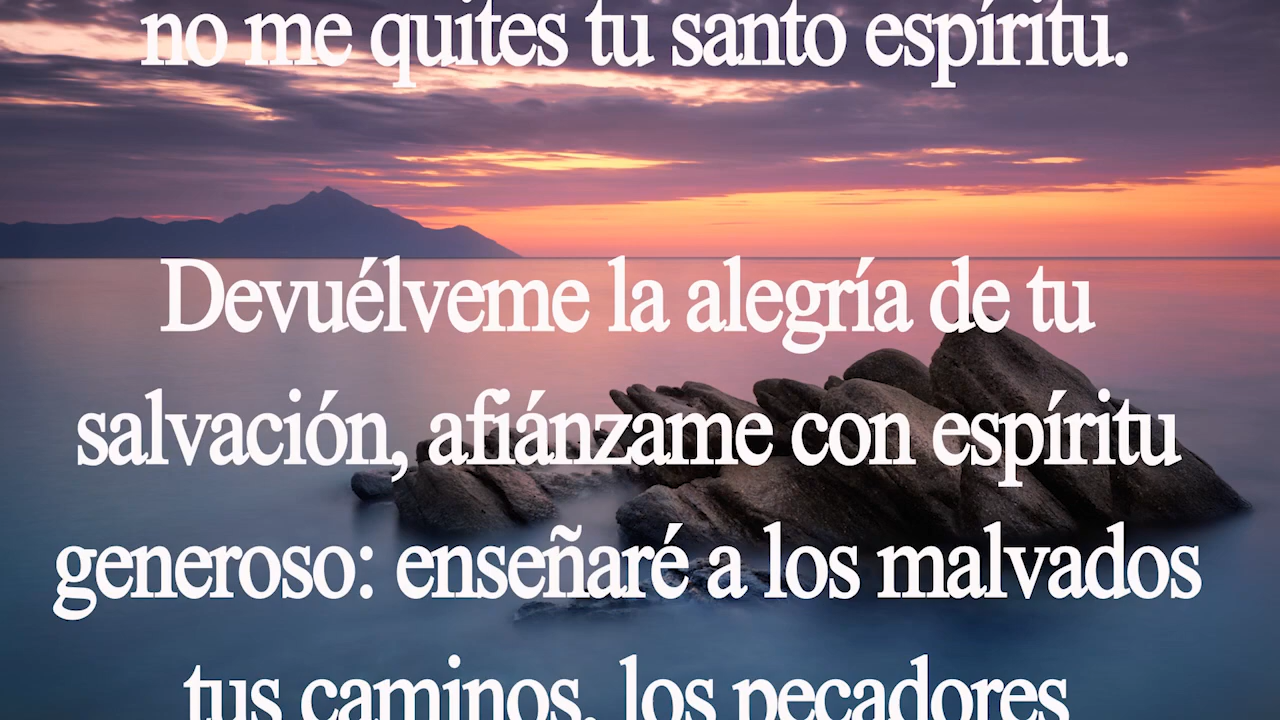 no me quites tu santo espíritu.
Devuélveme la alegría de tu
salvación, afiánzame con espíritu
generoso: enseñaré a los malvados
tus caminos, los pecadores